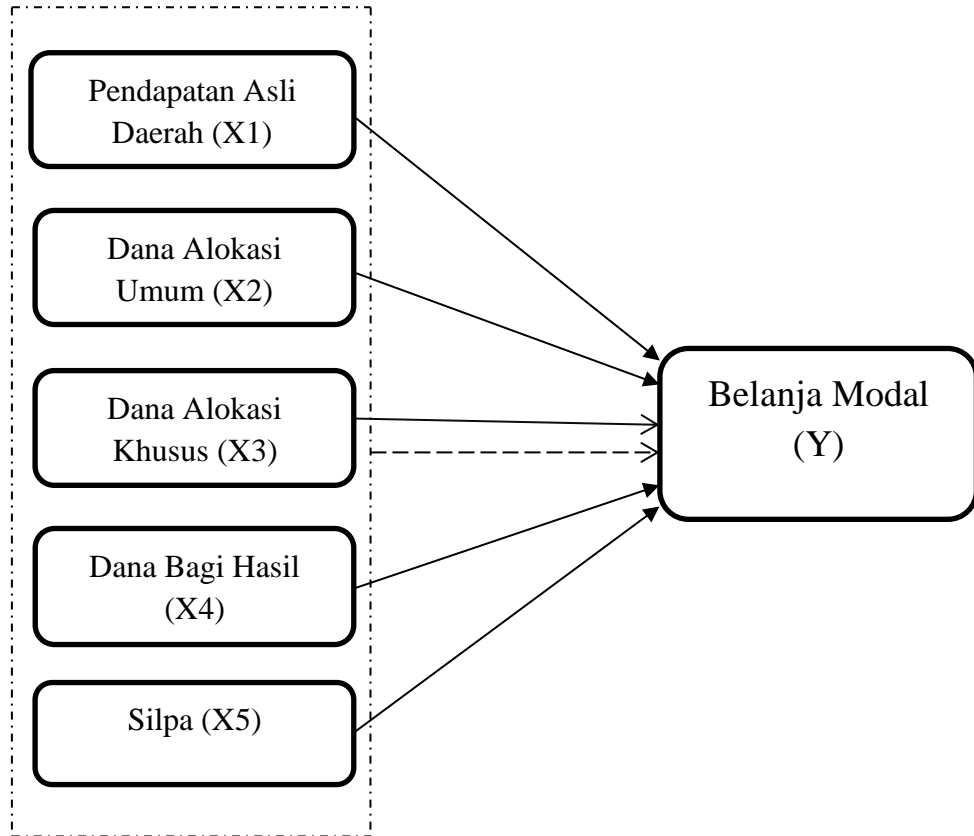 Pendapatan Asli
Daerah (X1)
Dana Alokasi
Umum (X2)
Dana Alokasi
Khusus (X3)
Dana Bagi Hasil
(X4)
Silpa (X5)
Belanja Modal
(Y)